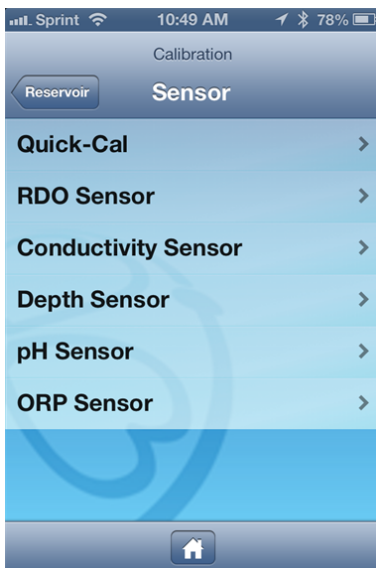 Sprint 10:49 AM 78%
Calibration
Reservoir Sensor
Quick-Cal
RDO Sensor
Conductivity Sensor
Depth Sensor
pH Sensor
ORP Sensor